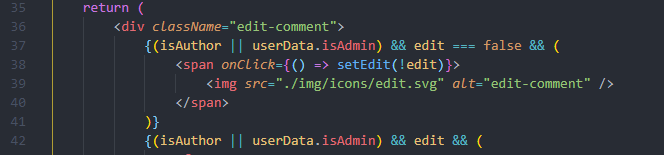 35 return (
36 <div className="edit-comment">
37 {(isAuthor || userData.isAdmin) && edit === false && (
38 <span onClick={() => setEdit(!edit)}>
39 <img src="./img/icons/edit.svg" alt="edit-comment" />
40 </span>
41 )}
42 {(isAuthor || userData.isAdmin) && edit && (